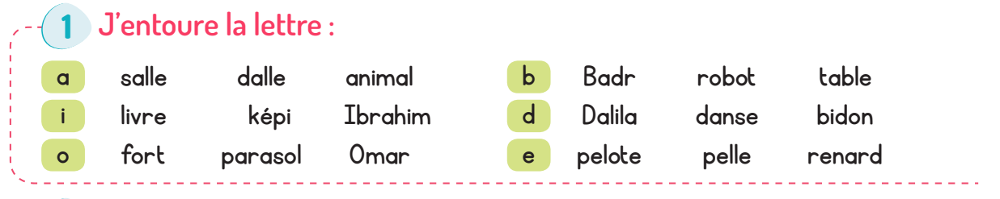 1 J'entoure la lettre :
a salle dalle animal b Badr robot table
i livre képi Ibrahim d Dalila danse bidon
o fort parasol Omar e pelote pelle renard